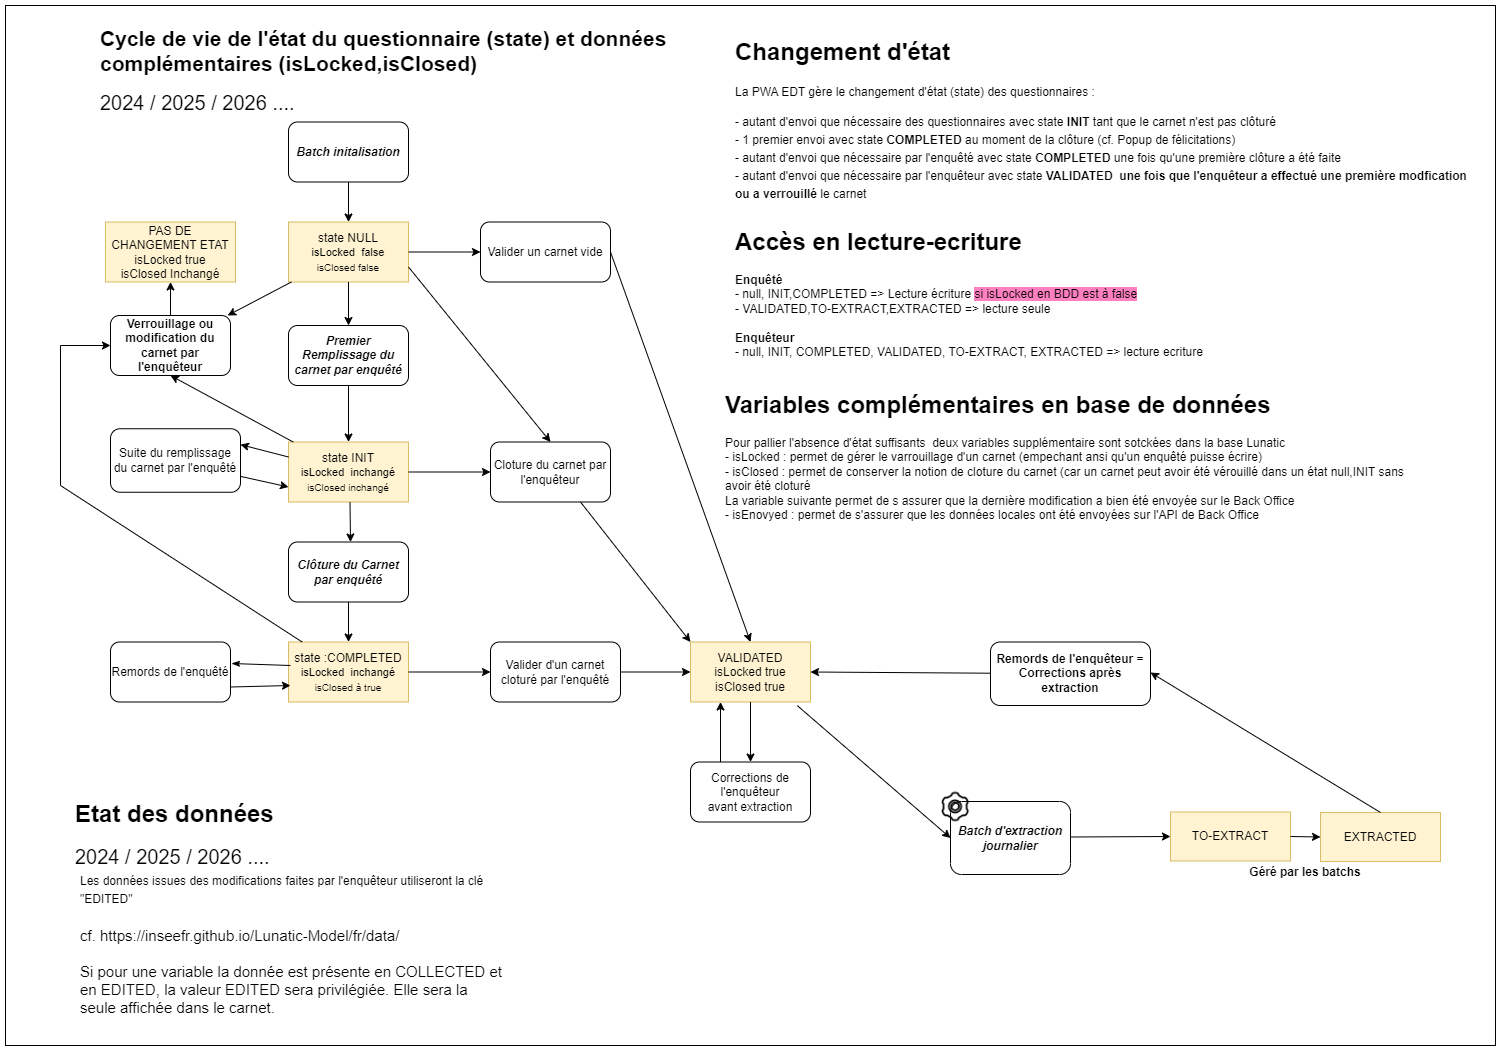 Cycle de vie de l'état du questionnaire (state) et données
complémentaires (isLocked,isClosed)
2024 / 2025 / 2026 ....
Batch initalisation
PAS DE
CHANGEMENT ETAT
isLocked true
isClosed Inchangé
state NULL
isLocked  false
isClosed false
Valider un carnet vide
Verrouillage ou
modification du
carnet par
l'enquêteur
Premier
Remplissage du
carnet par enquêté
Suite du remplissage
du carnet par l'enquêté
state INIT
isLocked  inchangé
isClosed inchangé
Cloture du carnet par
l'enquêteur
Clôture du Carnet
par enquêté
Remords de l'enquêté
state :COMPLETED
isLocked  inchangé
isClosed à true
Valider d'un carnet
cloturé par l'enquêté
VALIDATED
isLocked true
isClosed true
Remords de l'enquêteur =
Corrections après
extraction
Corrections de
l'enquêteur
avant extraction
Batch d'extraction
journalier
TO-EXTRACT
EXTRACTED
Géré par les batchs
Changement d'état
La PWA EDT gère le changement d'état (state) des questionnaires :
- autant d'envoi que nécessaire des questionnaires avec state INIT tant que le carnet n'est pas clôturé
- 1 premier envoi avec state COMPLETED au moment de la clôture (cf. Popup de félicitations)
- autant d'envoi que nécessaire par l'enquêté avec state COMPLETED une fois qu'une première clôture a été faite
- autant d'envoi que nécessaire par l'enquêteur avec state VALIDATED  une fois que l'enquêteur a effectué une première modfication
ou a verrouillé le carnet
Accès en lecture-ecriture
Enquêté
- null, INIT,COMPLETED => Lecture écriture si isLocked en BDD est à false
- VALIDATED,TO-EXTRACT,EXTRACTED => lecture seule
Enquêteur
- null, INIT, COMPLETED, VALIDATED, TO-EXTRACT, EXTRACTED => lecture ecriture
Variables complémentaires en base de données
Pour pallier l'absence d'état suffisants  deux variables supplémentaire sont sotckées dans la base Lunatic
- isLocked : permet de gérer le varrouillage d'un carnet (empechant ansi qu'un enquêté puisse écrire)
- isClosed : permet de conserver la notion de cloture du carnet (car un carnet peut avoir été vérouillé dans un état null,INIT sans
avoir été cloturé
La variable suivante permet de s assurer que la dernière modification a bien été envoyée sur le Back Office
- isEnovyed : permet de s'assurer que les données locales ont été envoyées sur l'API de Back Office
Etat des données
2024 / 2025 / 2026 ....
Les données issues des modifications faites par l'enquêteur utiliseront la clé
"EDITED"
cf. https://inseefr.github.io/Lunatic-Model/fr/data/
Si pour une variable la donnée est présente en COLLECTED et
en EDITED, la valeur EDITED sera privilégiée. Elle sera la
seule affichée dans le carnet.